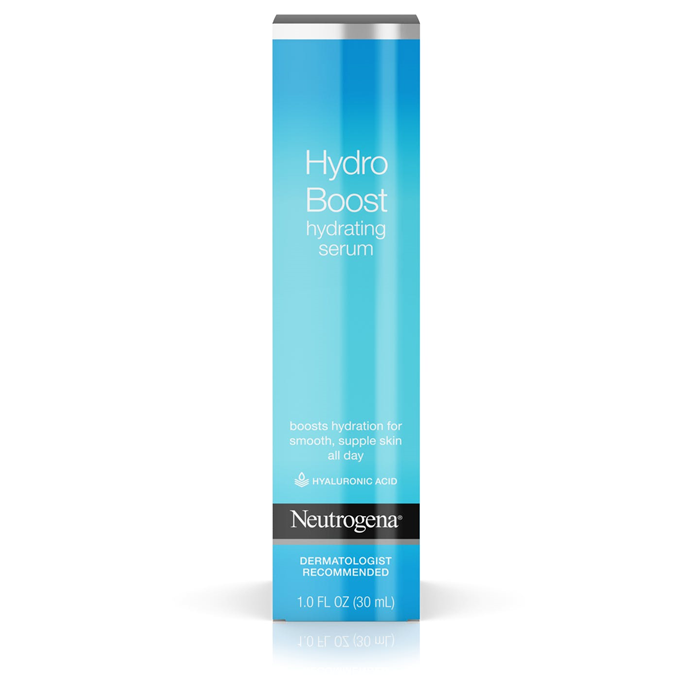 Hydro
Boost
hydrating
serum
boosts hydration for
smooth, supple skin
all day
HYALURONIC ACID
Neutrogena®
DERMATOLOGIST
RECOMMENDED
1.0 FL OZ (30 mL)